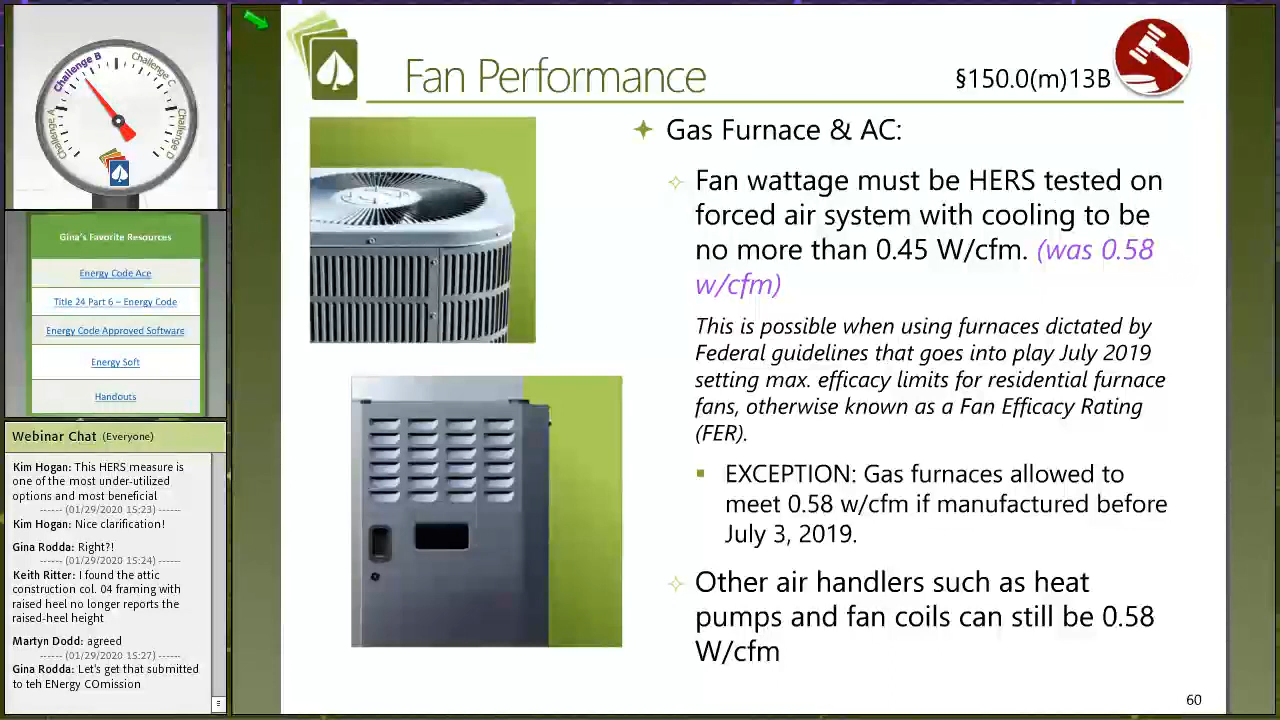 Challenge A
Challenge B
Challenge C
Challenge D
Gina's Favorite Resources
Energy Code Ace
Title 24 Part 6 – Energy Code
Energy Code Approved Software
Energy Soft
Handouts
Webinar Chat (Everyone)
Kim Hogan: This HERS measure is
one of the most under-utilized
options and most beneficial
------ (01/29/2020 15:23) ------
Kim Hogan: Nice clarification!
Gina Rodda: Right?!
------ (01/29/2020 15:24) ------
Keith Ritter: I found the attic
construction col. 04 framing with
raised heel no longer reports the
raised-heel height
Martyn Dodd: agreed
------ (01/29/2020 15:27) ------
Gina Rodda: Let's get that submitted
to teh ENergy COmission
Fan Performance
§150.0(m)13B
Gas Furnace & AC:
Fan wattage must be HERS tested on
forced air system with cooling to be
no more than 0.45 W/cfm. (was 0.58
w/cfm)
This is possible when using furnaces dictated by
Federal guidelines that goes into play July 2019
setting max. efficacy limits for residential furnace
fans, otherwise known as a Fan Efficacy Rating
(FER).
EXCEPTION: Gas furnaces allowed to
meet 0.58 w/cfm if manufactured before
July 3, 2019.
Other air handlers such as heat
pumps and fan coils can still be 0.58
W/cfm
60